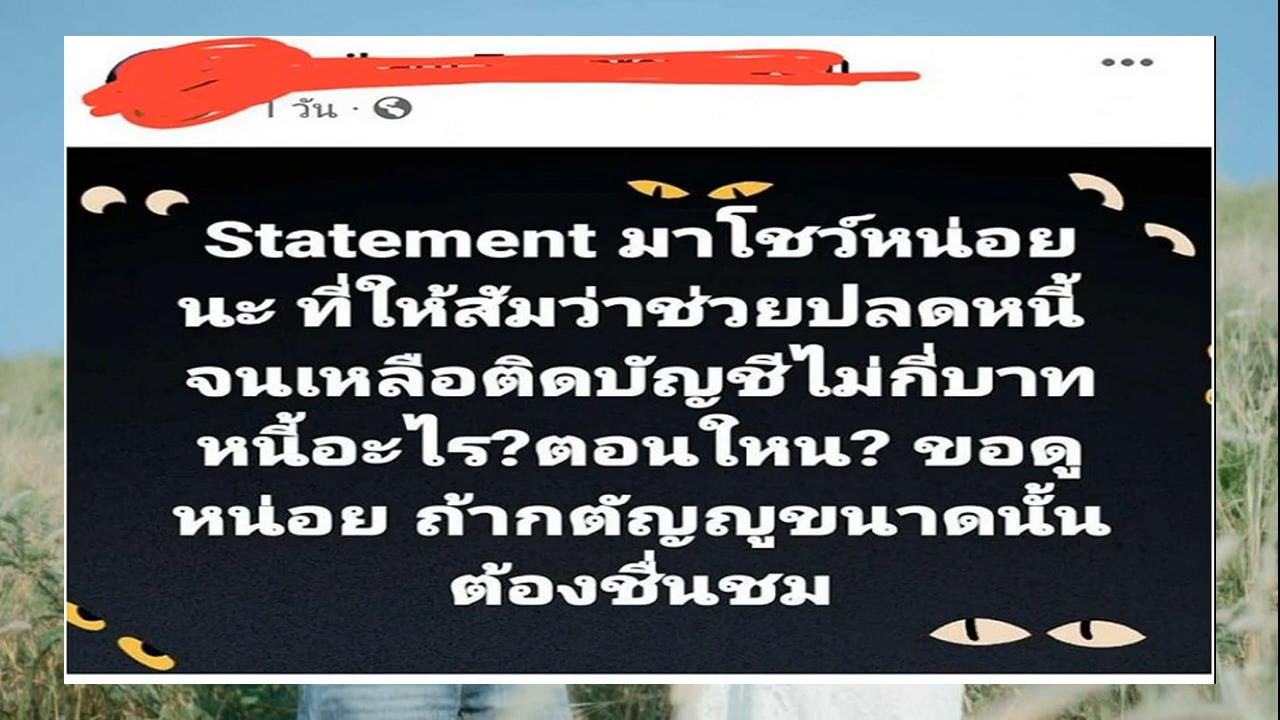 1 วัน ·
Statement มาโชว์หน่อย
นะ ที่ให้สัมว่าช่วยปลดหนี้
จนเหลือติดบัญชีไม่กี่บาท
หนี้อะไร?ตอนใหน? ขอดู
หน่อย ถ้ากตัญญูขนาดนั้น
ต้องชื่นชม